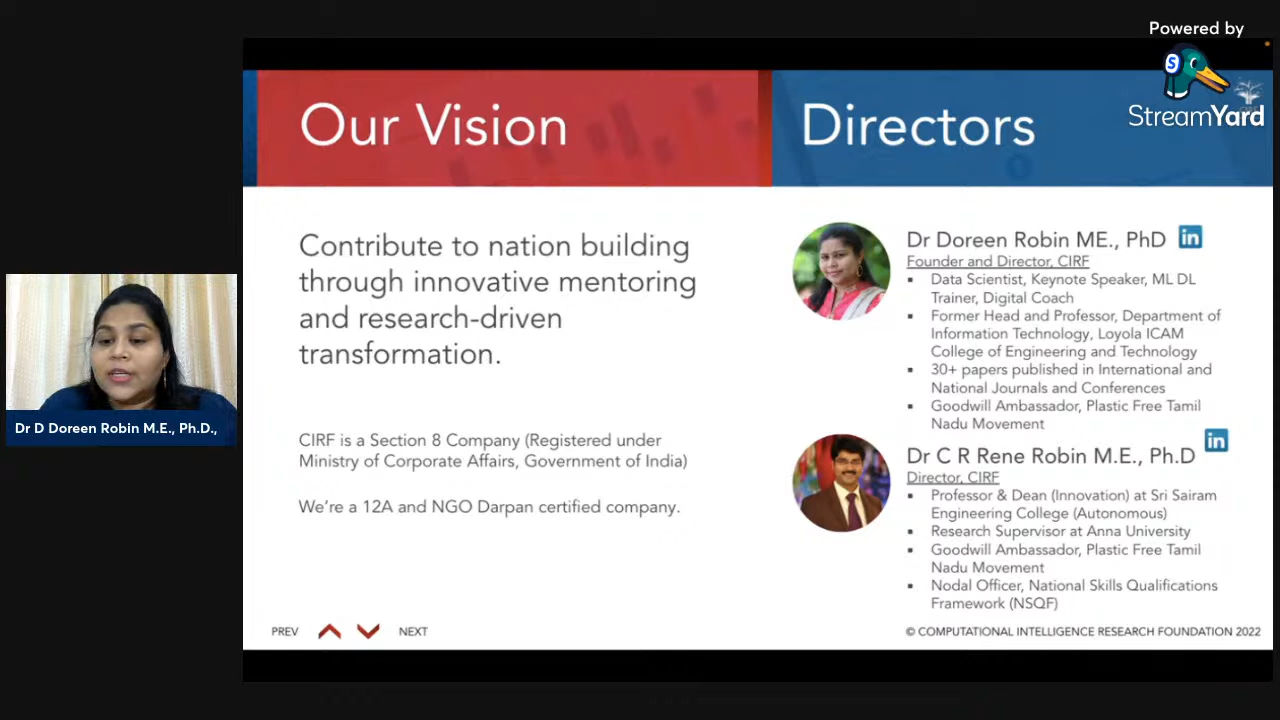 Powered by
StreamYard
Our Vision
Directors
Contribute to nation building
through innovative mentoring
and research-driven
transformation.
CIRF is a Section 8 Company (Registered under
Ministry of Corporate Affairs, Government of India)
We're a 12A and NGO Darpan certified company.
Dr Doreen Robin ME., PhD in
Founder and Director, CIRF
▪ Data Scientist, Keynote Speaker, ML DL
Trainer, Digital Coach
▪ Former Head and Professor, Department of
Information Technology, Loyola ICAM
College of Engineering and Technology
▪ 30+ papers published in International and
National Journals and Conferences
▪ Goodwill Ambassador, Plastic Free Tamil
Nadu Movement
Dr C R Rene Robin M.E., Ph.D in
Director, CIRF
▪ Professor & Dean (Innovation) at Sri Sairam
Engineering College (Autonomous)
▪ Research Supervisor at Anna University
▪ Goodwill Ambassador, Plastic Free Tamil
Nadu Movement
▪ Nodal Officer, National Skills Qualifications
Framework (NSQF)
Dr D Doreen Robin M.E., Ph.D.,
PREV NEXT
© COMPUTATIONAL INTELLIGENCE RESEARCH FOUNDATION 2022